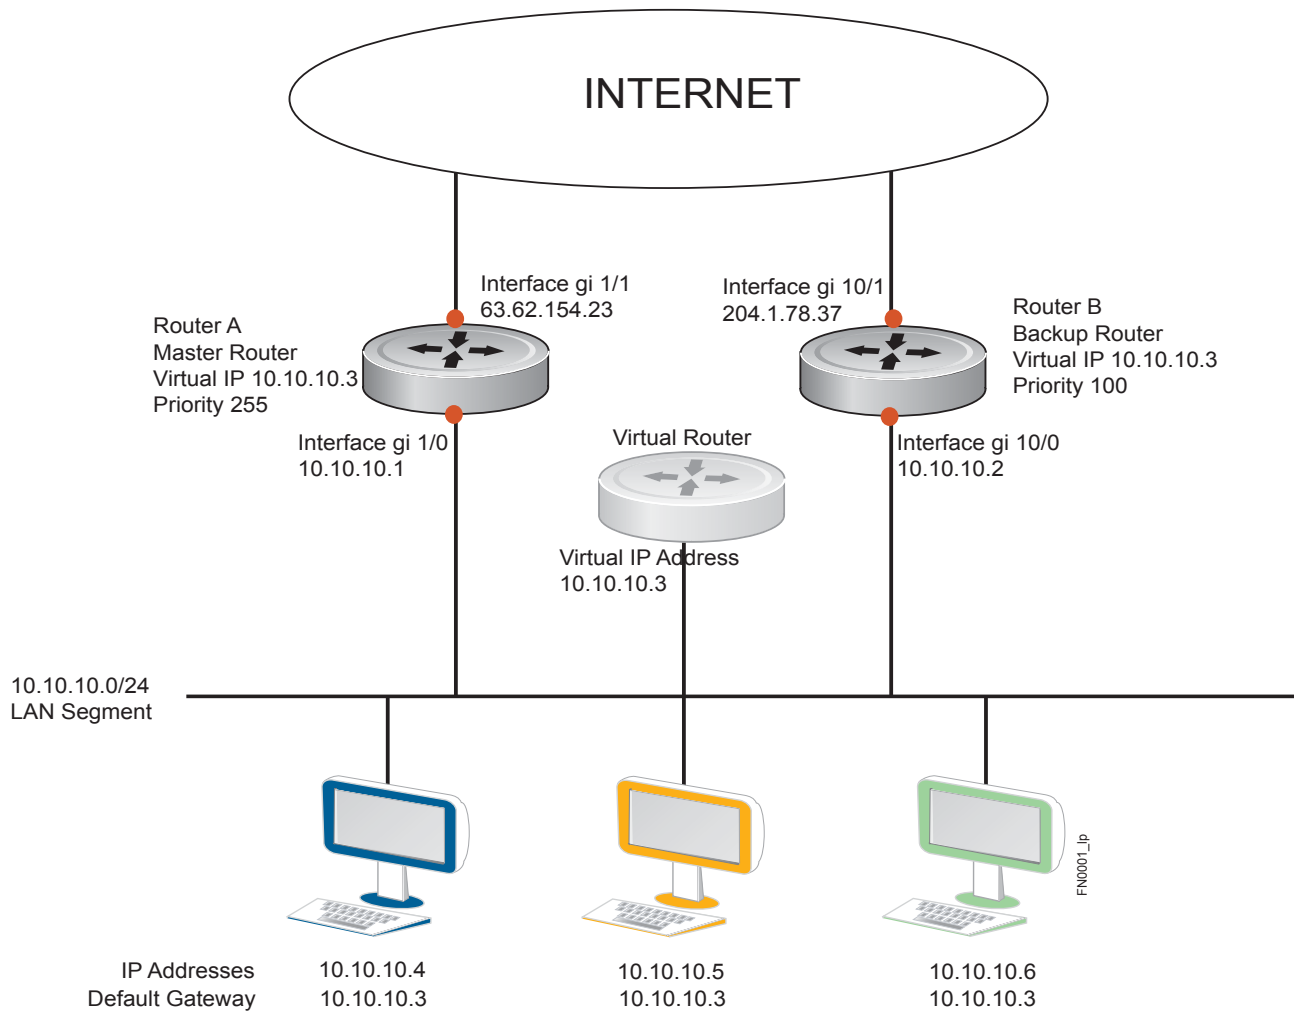 INTERNET
Interface gi 1/1
63.62.154.23
Interface gi 10/1
204.1.78.37
Router A
Master Router
Virtual IP 10.10.10.3
Priority 255
Router B
Backup Router
Virtual IP 10.10.10.3
Priority 100
Interface gi 1/0
10.10.10.1
Virtual Router
Interface gi 10/0
10.10.10.2
Virtual IP Address
10.10.10.3
10.10.10.0/24
LAN Segment
FN0001_lp
IP Addresses 10.10.10.4 10.10.10.5 10.10.10.6
Default Gateway 10.10.10.3 10.10.10.3 10.10.10.3